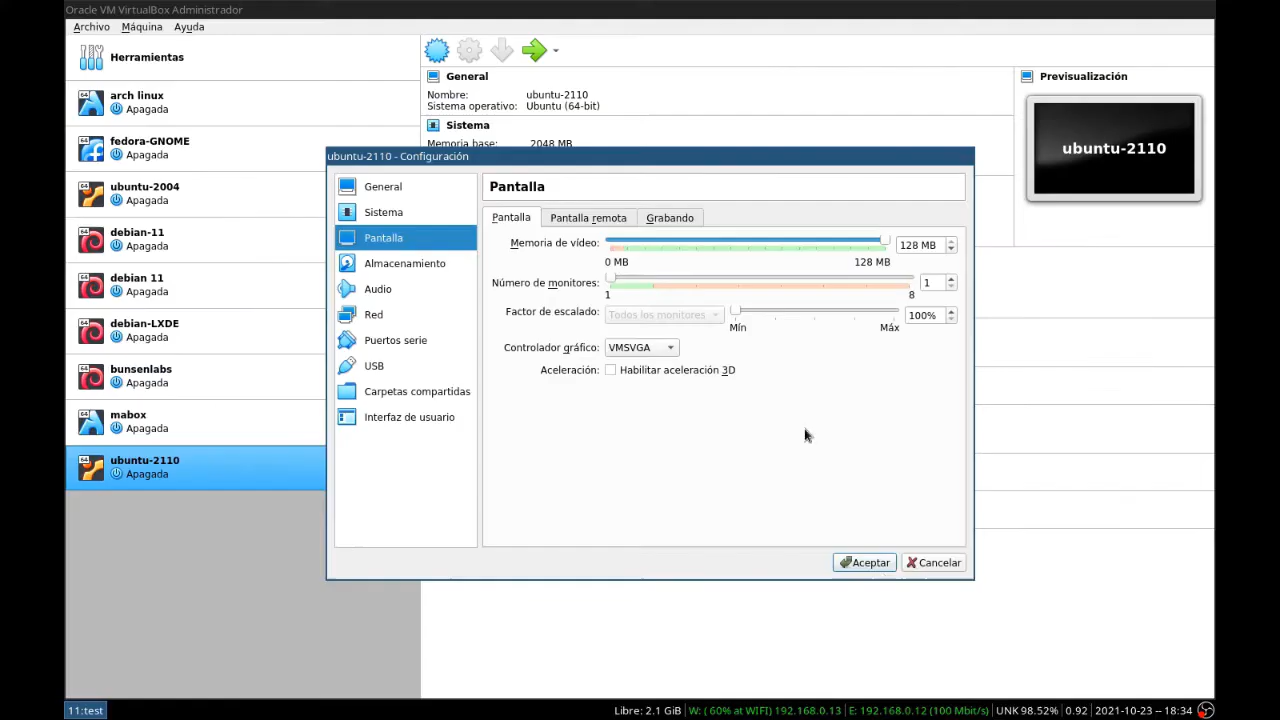 Oracle VM VirtualBox Administrador
Archivo Máquina Ayuda
Herramientas
arch linux
Apagada
fedora-GNOME
Apagada
ubuntu-2004
Apagada
debian-11
Apagada
debian 11
Apagada
debian-LXDE
Apagada
bunsenlabs
Apagada
mabox
Apagada
ubuntu-2110
Apagada
General
Nombre: ubuntu-2110
Sistema operativo: Ubuntu (64-bit)
Sistema
Memoria base: 2048 MB
Previsualización
ubuntu-2110
ubuntu-2110 - Configuración
General
Sistema
Pantalla
Almacenamiento
Audio
Red
Puertos serie
USB
Carpetas compartidas
Interfaz de usuario
Pantalla
Pantalla Pantalla remota Grabando
Memoria de vídeo: 128 MB
0 MB 128 MB
Número de monitores: 1
1 8
Factor de escalado: Todos los monitores 100%
Mín Máx
Controlador gráfico: VMSVGA
Aceleración: Habilitar aceleración 3D
Aceptar Cancelar
11:test Libre: 2.1 GiB | W: ( 60% at WIFI) 192.168.0.13 | E: 192.168.0.12 (100 Mbit/s) | UNK 98.52% | 0.92 | 2021-10-23 -- 18:34